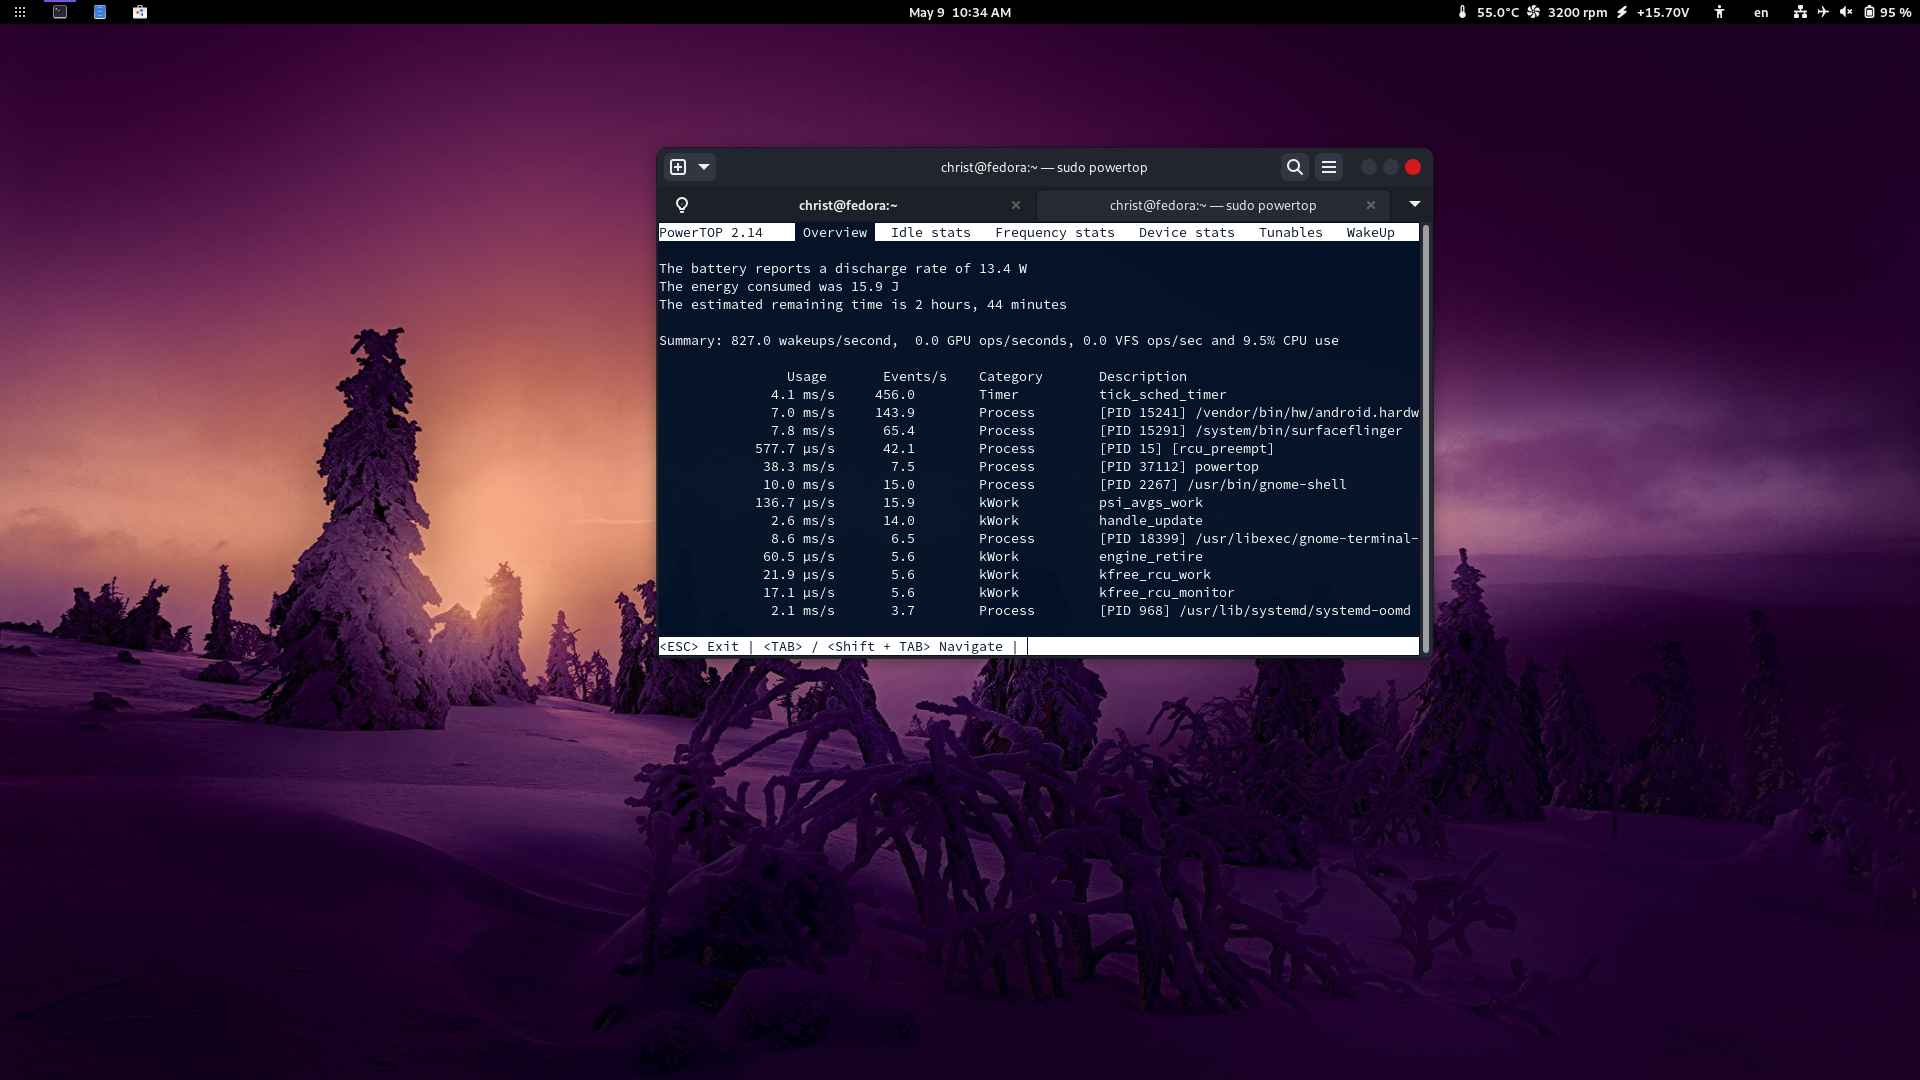 May 9 10:34 AM
55.0°C 3200 rpm +15.70V en 95 %
christ@fedora:~ — sudo powertop
christ@fedora:~ christ@fedora:~ — sudo powertop
PowerTOP 2.14 Overview Idle stats Frequency stats Device stats Tunables WakeUp
The battery reports a discharge rate of 13.4 W
The energy consumed was 15.9 J
The estimated remaining time is 2 hours, 44 minutes
Summary: 827.0 wakeups/second, 0.0 GPU ops/seconds, 0.0 VFS ops/sec and 9.5% CPU use
Usage Events/s Category Description
4.1 ms/s 456.0 Timer tick_sched_timer
7.0 ms/s 143.9 Process [PID 15241] /vendor/bin/hw/android.hardw
7.8 ms/s 65.4 Process [PID 15291] /system/bin/surfaceflinger
577.7 µs/s 42.1 Process [PID 15] [rcu_preempt]
38.3 ms/s 7.5 Process [PID 37112] powertop
10.0 ms/s 15.0 Process [PID 2267] /usr/bin/gnome-shell
136.7 µs/s 15.9 kWork psi_avgs_work
2.6 ms/s 14.0 kWork handle_update
8.6 ms/s 6.5 Process [PID 18399] /usr/libexec/gnome-terminal-
60.5 µs/s 5.6 kWork engine_retire
21.9 µs/s 5.6 kWork kfree_rcu_work
17.1 µs/s 5.6 kWork kfree_rcu_monitor
2.1 ms/s 3.7 Process [PID 968] /usr/lib/systemd/systemd-oomd
<ESC> Exit | <TAB> / <Shift + TAB> Navigate |